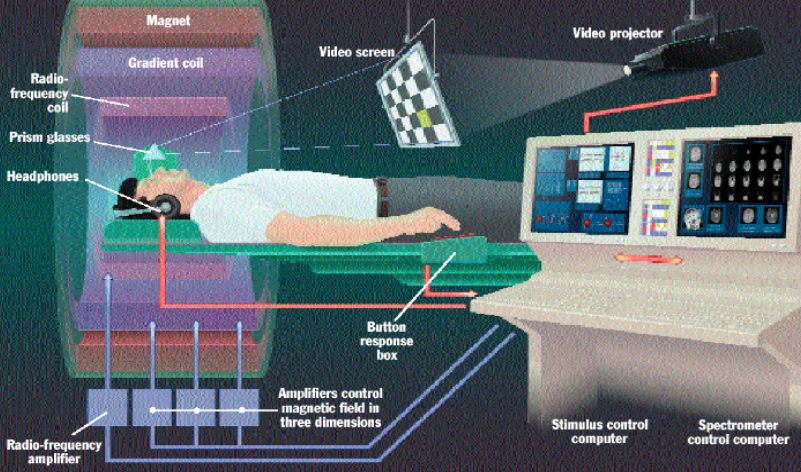 Magnet
Gradient coil
Radio-
frequency
coil
Prism glasses
Headphones
Video screen
Video projector
Button
response
box
Amplifiers control
magnetic field in
three dimensions
Radio-frequency
amplifier
Stimulus control
computer
Spectrometer
control computer